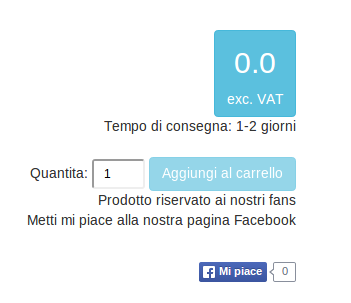 0.0
exc. VAT
Tempo di consegna: 1-2 giorni
Quantita: 1 Aggiungi al carrello
Prodotto riservato ai nostri fans
Metti mi piace alla nostra pagina Facebook
f Mi piace 0